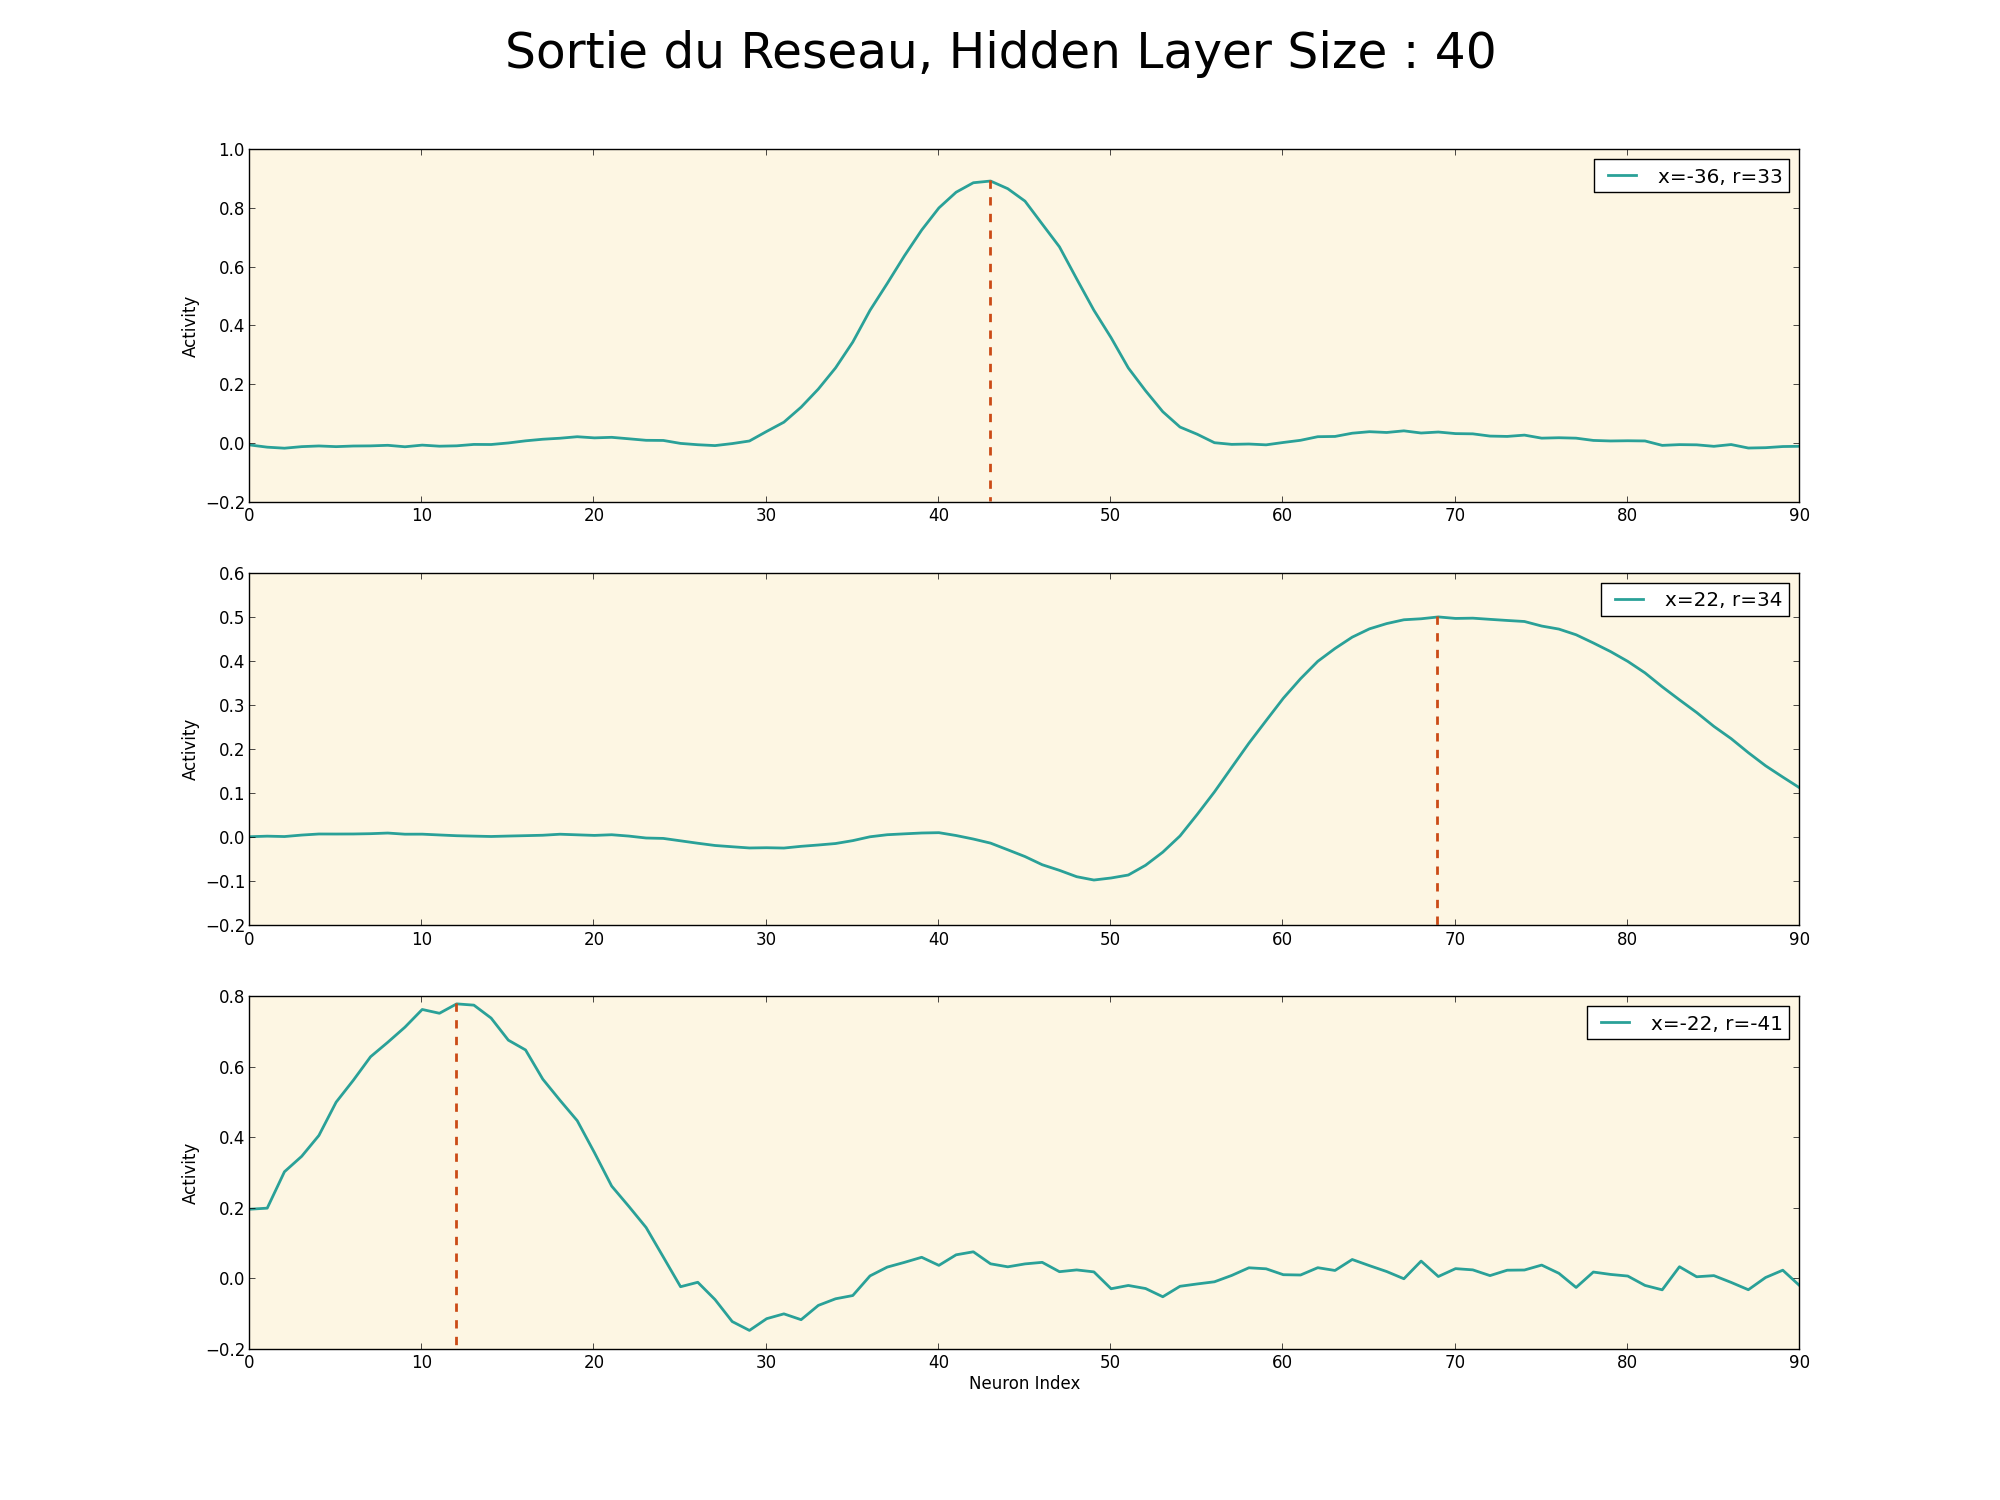 Sortie du Reseau, Hidden Layer Size : 40
1.0
0.8
0.6
0.4
0.2
0.0
−0.2
Activity
x=-36, r=33
0 10 20 30 40 50 60 70 80 90
0.6
0.5
0.4
0.3
0.2
0.1
0.0
−0.1
−0.2
Activity
x=22, r=34
0 10 20 30 40 50 60 70 80 90
0.8
0.6
0.4
0.2
0.0
−0.2
Activity
x=-22, r=-41
0 10 20 30 40 50 60 70 80 90
Neuron Index